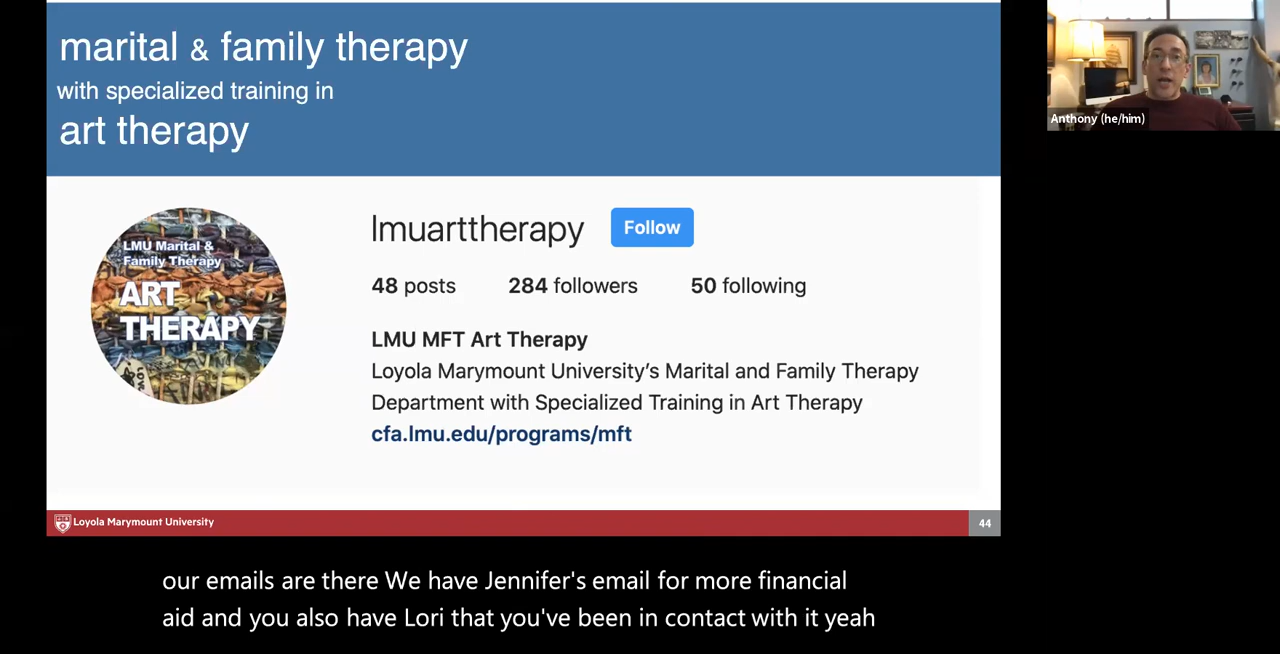 marital & family therapy
with specialized training in
art therapy
LMU Marital &
Family Therapy
ART
THERAPY
lmuarttherapy
Follow
48 posts 284 followers 50 following
LMU MFT Art Therapy
Loyola Marymount University's Marital and Family Therapy
Department with Specialized Training in Art Therapy
cfa.lmu.edu/programs/mft
Loyola Marymount University
44
Anthony (he/him)
our emails are there We have Jennifer's email for more financial
aid and you also have Lori that you've been in contact with it yeah